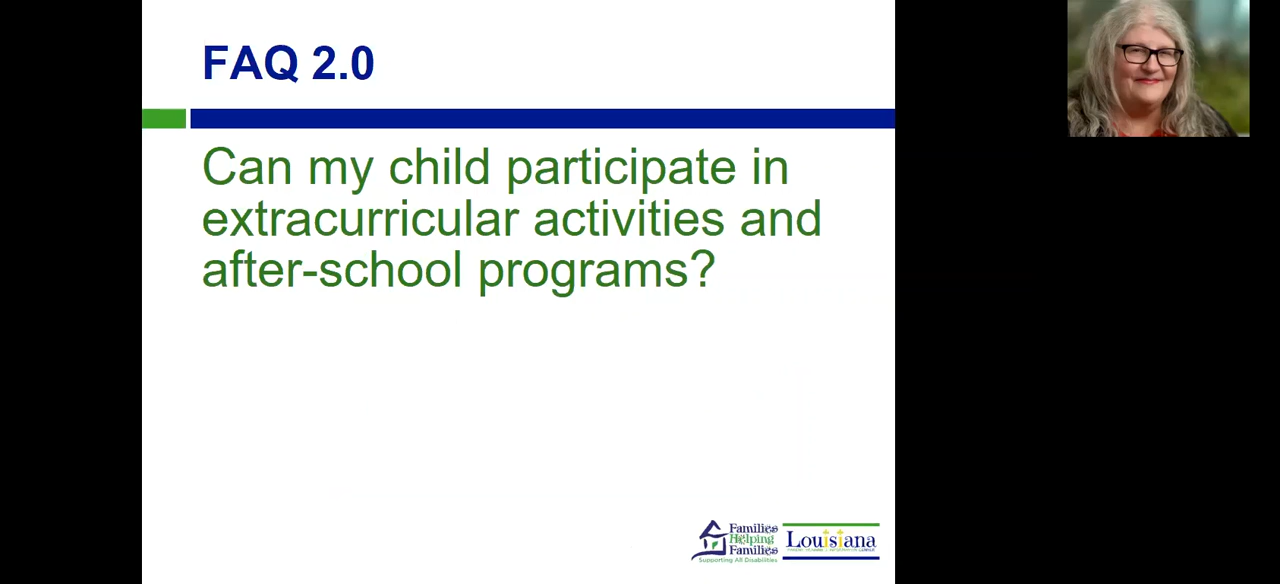 FAQ 2.0
Can my child participate in
extracurricular activities and
after-school programs?
Families
Helping
Families
Supporting All Disabilities
Louisiana